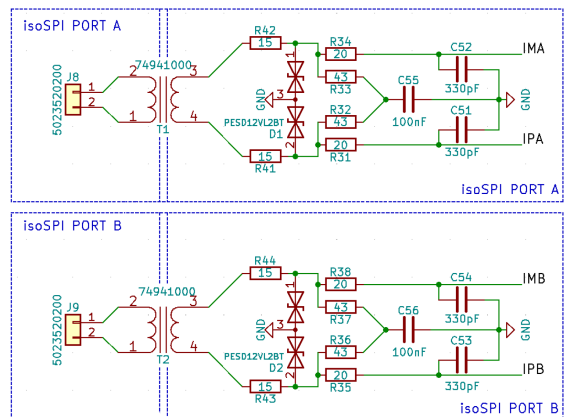 isoSPI PORT A
R42
15
R34
20
C52
IMA
74941000
330pF
J8
2
3
1
43
R33
C55
1
2
3
GND
GND
5023520200
PESD12VL2BT
R32
43
100nF
C51
1
4
T1
D1
2
330pF
15
R41
20
R31
IPA
isoSPI PORT A
isoSPI PORT B
R44
15
R38
20
C54
IMB
74941000
330pF
J9
2
3
1
43
R37
C56
1
2
3
GND
GND
5023520200
PESD12VL2BT
R36
43
100nF
C53
1
4
T2
D2
2
330pF
15
R43
20
R35
IPB
isoSPI PORT B